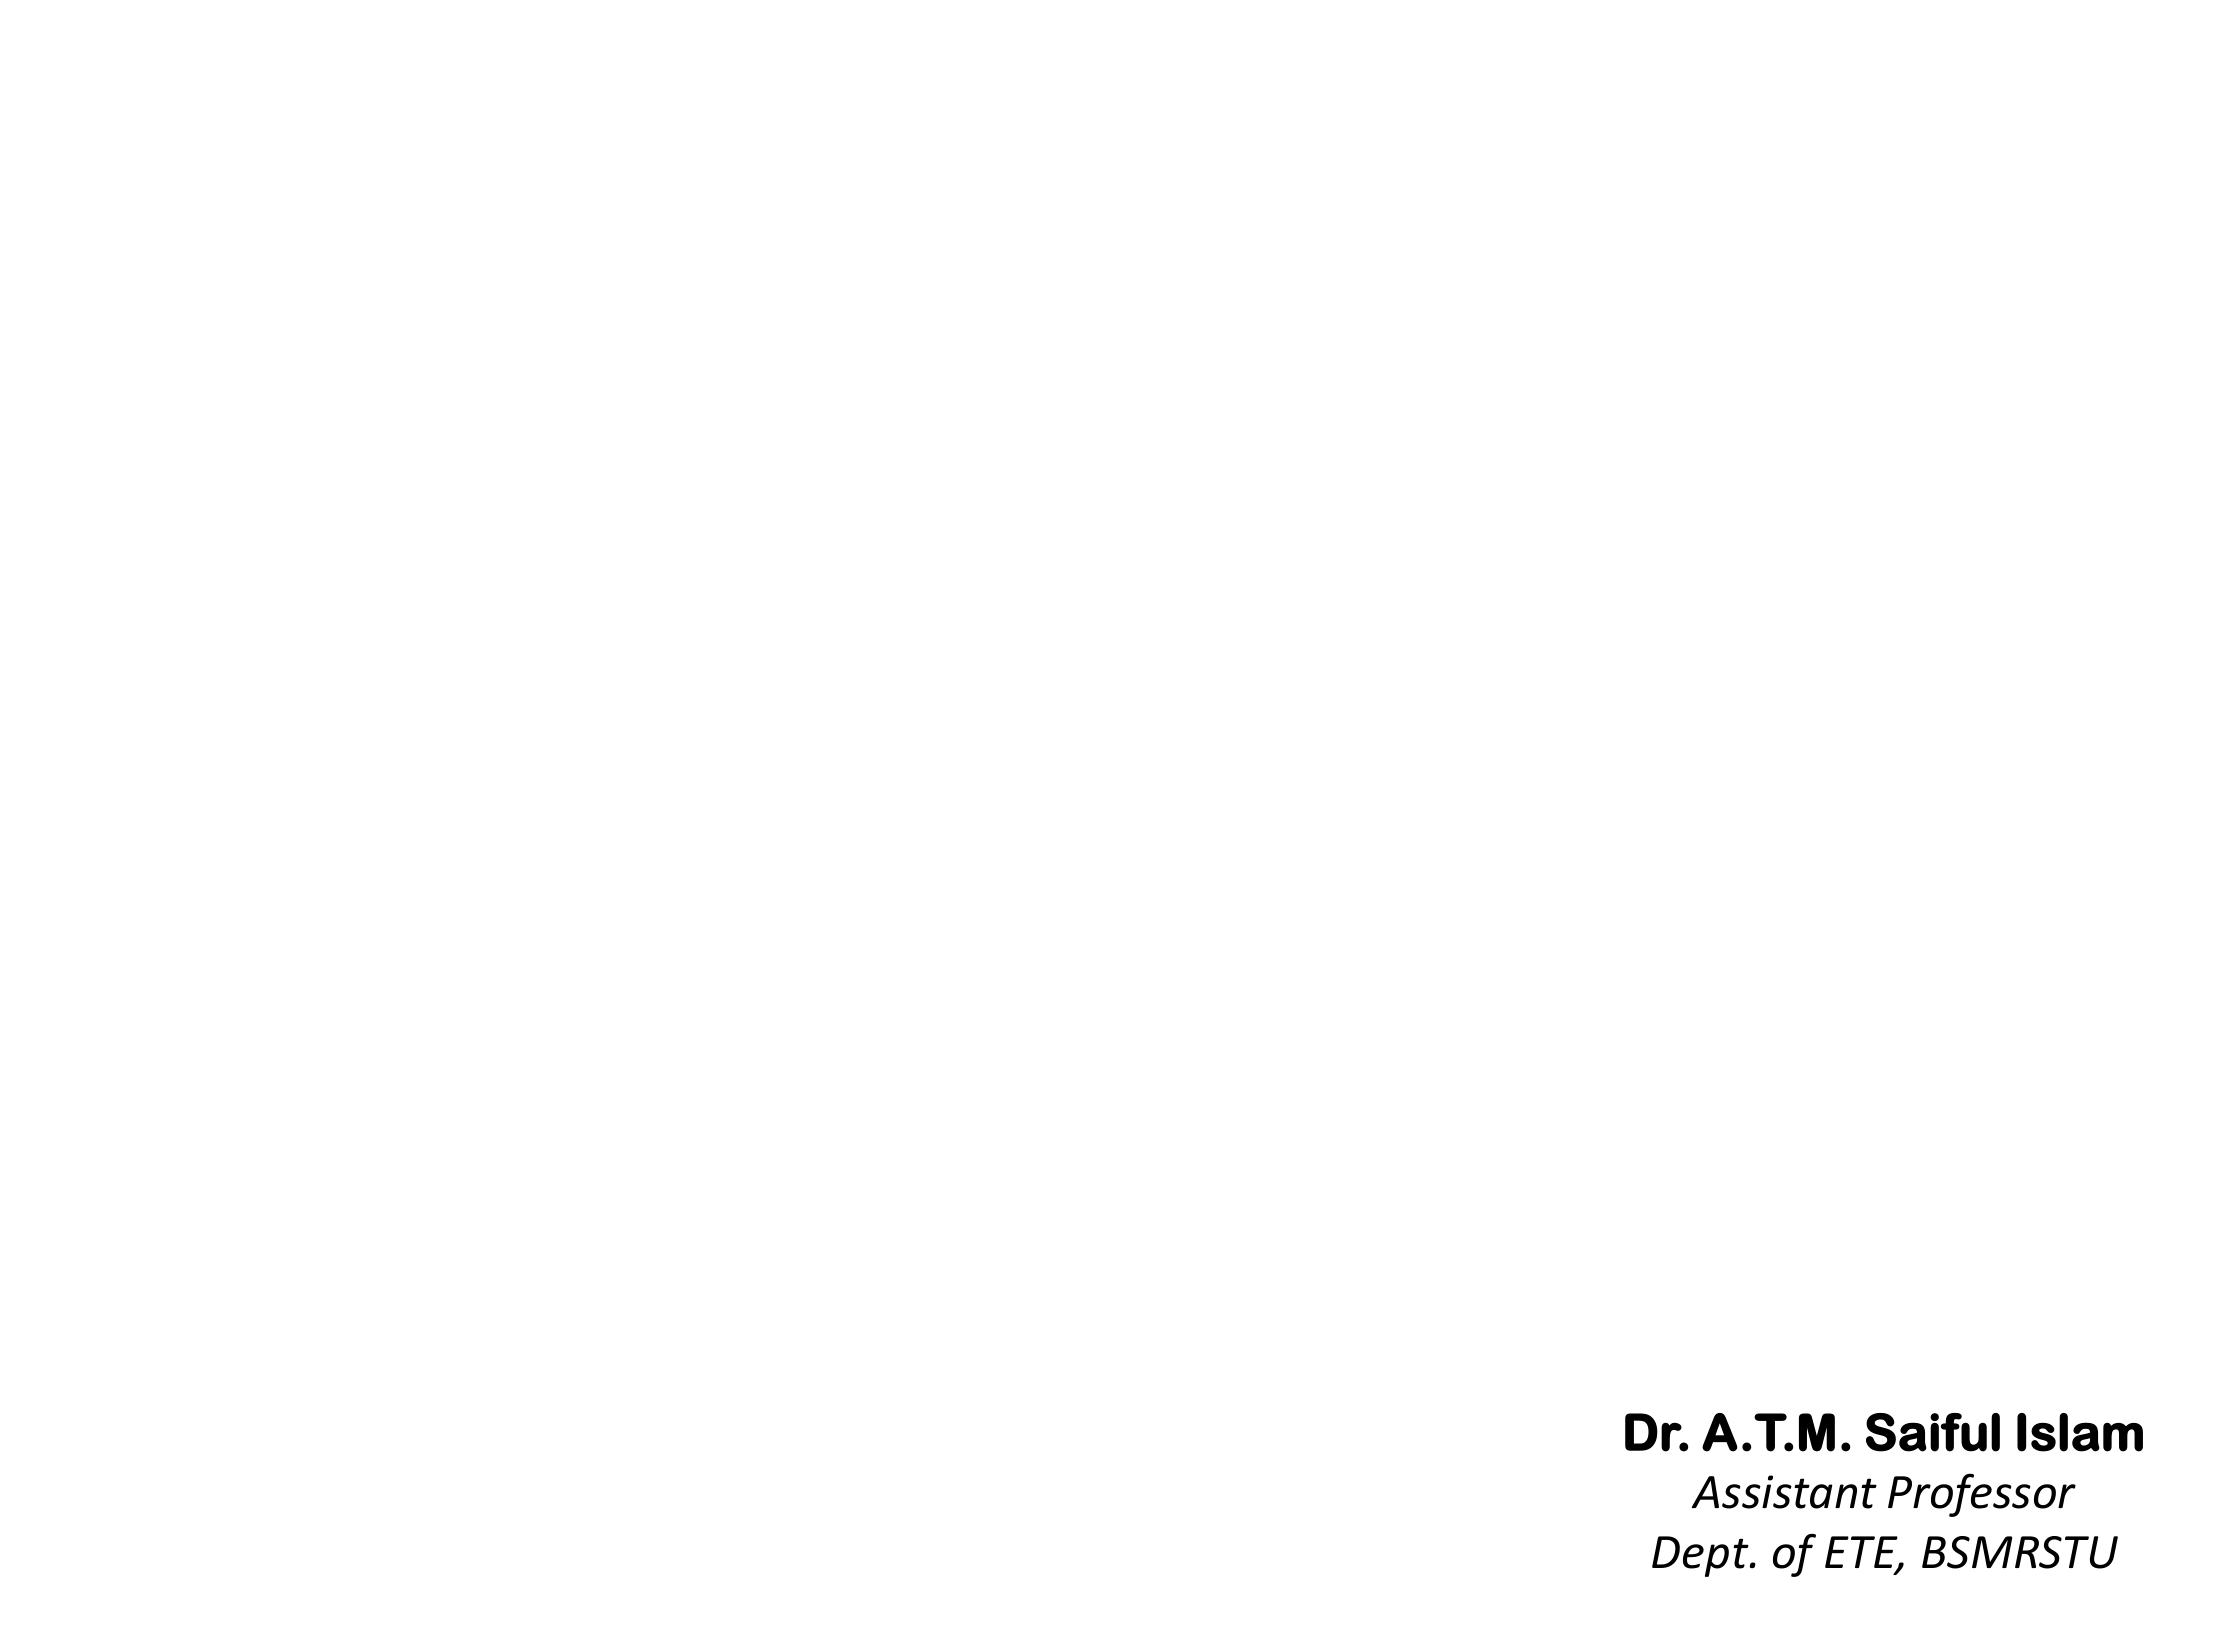 Dr. A.T.M. Saiful Islam
Assistant Professor
Dept. of ETE, BSMRSTU